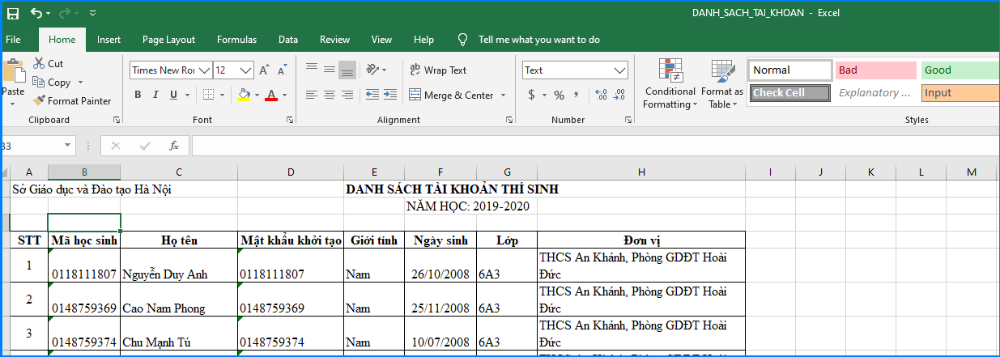 DANH_SACH_TAI_KHOAN - Excel
File Home Insert Page Layout Formulas Data Review View Help Tell me what you want to do
Cut
Copy
Format Painter
Paste
Clipboard
Times New Ro 12
B I U A
Font
Wrap Text
Merge & Center
Alignment
Text
$ % ,
Number
Conditional Formatting
Format as Table
Normal Bad Good
Check Cell Explanatory ... Input
Styles
B3 fx
A B C D E F G H I J K L M
Sở Giáo dục và Đào tạo Hà Nội DANH SÁCH TÀI KHOẢN THÍ SINH
NĂM HỌC: 2019-2020
STT Mã học sinh Họ tên Mật khẩu khởi tạo Giới tính Ngày sinh Lớp Đơn vị
1 0118111807 Nguyễn Duy Anh 0118111807 Nam 26/10/2008 6A3 THCS An Khánh, Phòng GDĐT Hoài
Đức
2 0148759369 Cao Nam Phong 0148759369 Nam 25/11/2008 6A3 THCS An Khánh, Phòng GDĐT Hoài
Đức
3 0148759374 Chu Mạnh Tú 0148759374 Nam 10/07/2008 6A3 THCS An Khánh, Phòng GDĐT Hoài
Đức